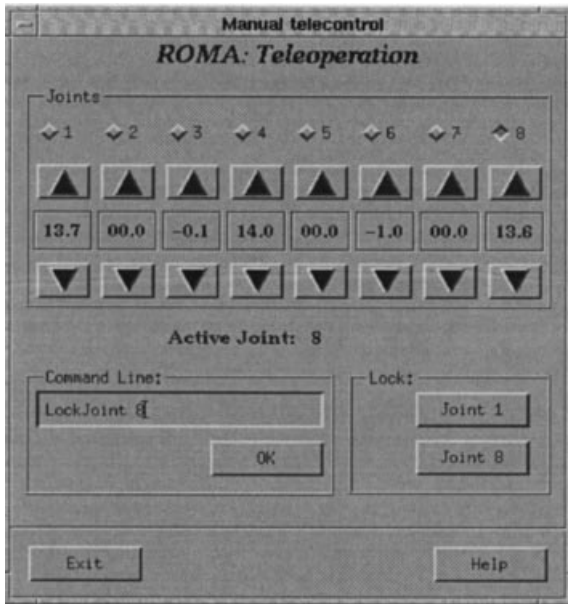 Manual telecontrol
ROMA: Teleoperation
Joints
1 2 3 4 5 6 7 8
13.7 00.0 -0.1 14.0 00.0 -1.0 00.0 13.6
Active Joint: 8
Command Line:
Lock:
LockJoint 8
Joint 1
OK
Joint 8
Exit
Help